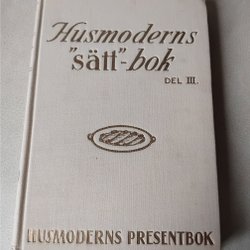 Husmoderns
"sätt"-bok
DEL III.
HUSMODERNS PRESENTBOK